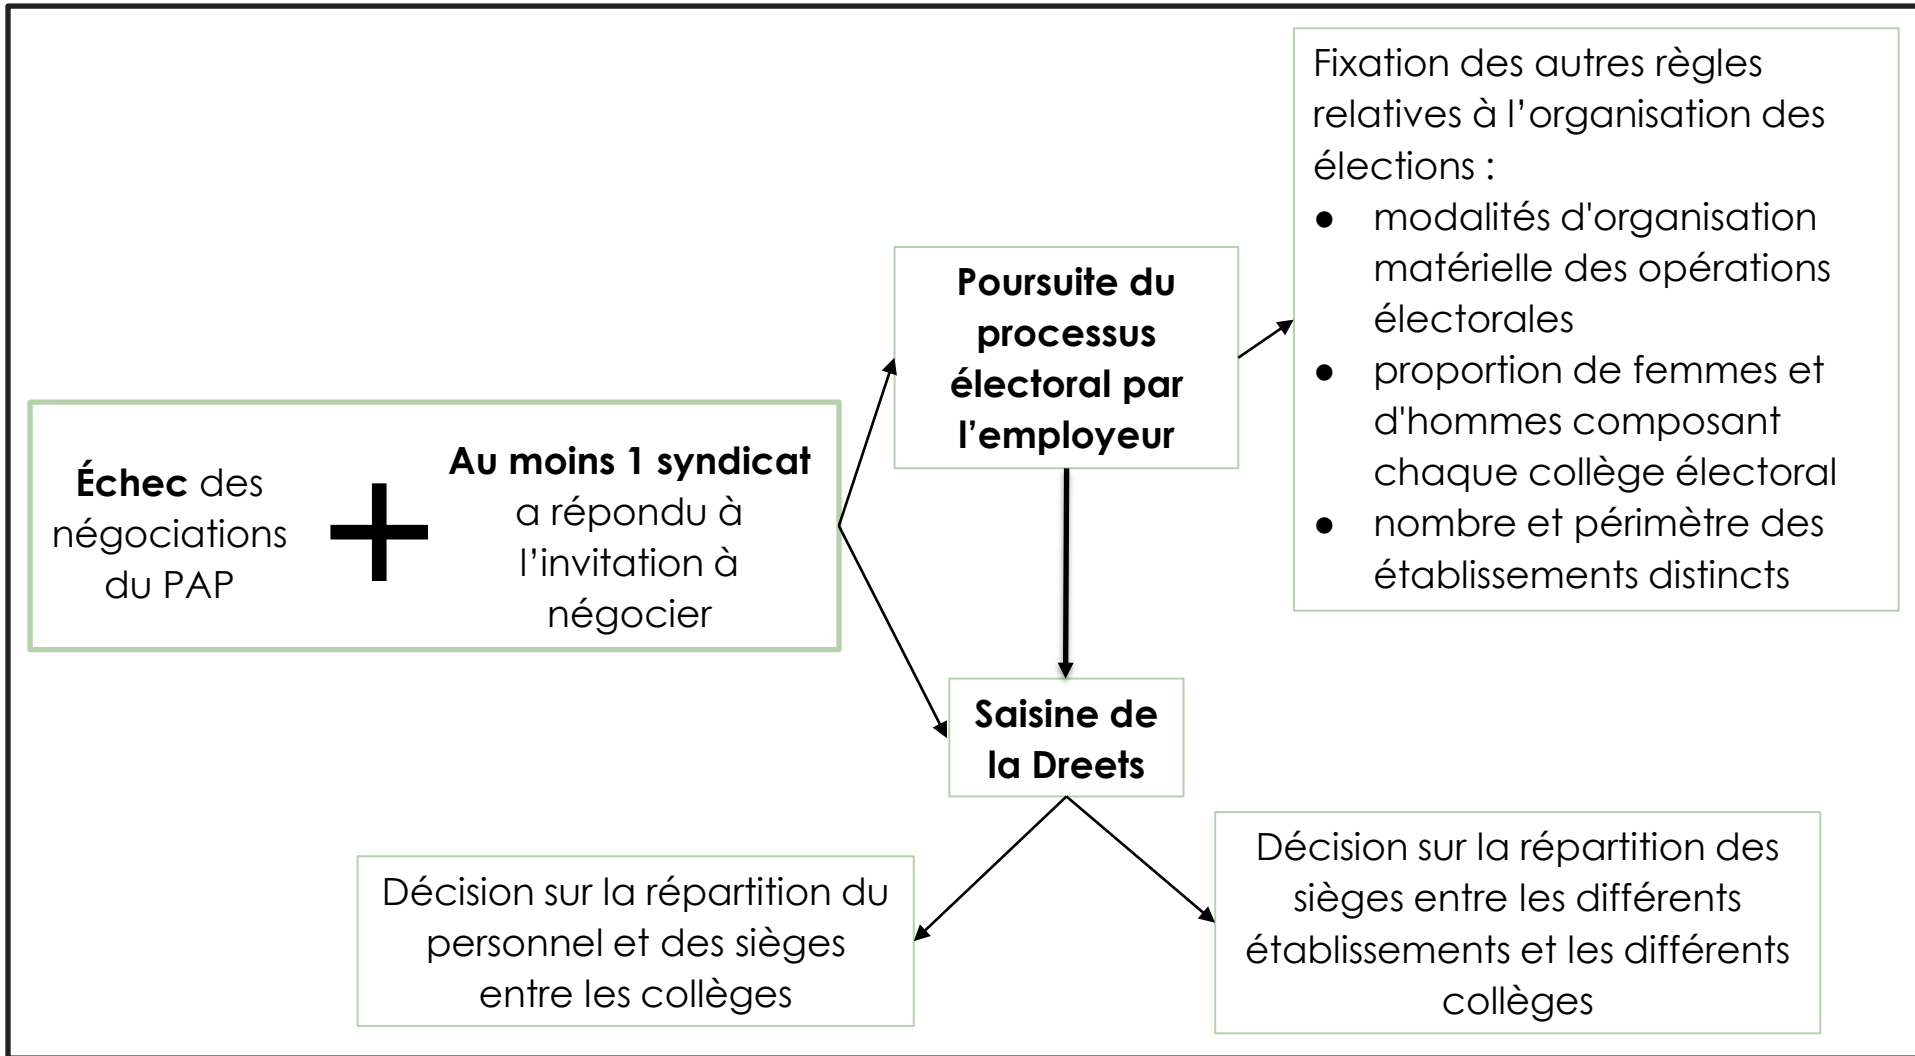 Échec des
négociations
du PAP
Au moins 1 syndicat
a répondu à
l’invitation à
négocier
Poursuite du
processus
électoral par
l’employeur
Fixation des autres règles
relatives à l’organisation des
élections :
● modalités d'organisation
matérielle des opérations
électorales
● proportion de femmes et
d'hommes composant
chaque collège électoral
● nombre et périmètre des
établissements distincts
Saisine de
la Dreets
Décision sur la répartition du
personnel et des sièges
entre les collèges
Décision sur la répartition des
sièges entre les différents
établissements et les différents
collèges